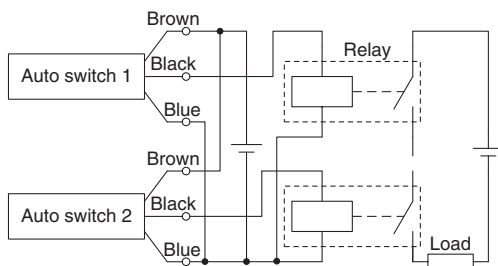 Brown
Relay
Auto switch 1
Black
Blue
Brown
Auto switch 2
Black
Blue
Load